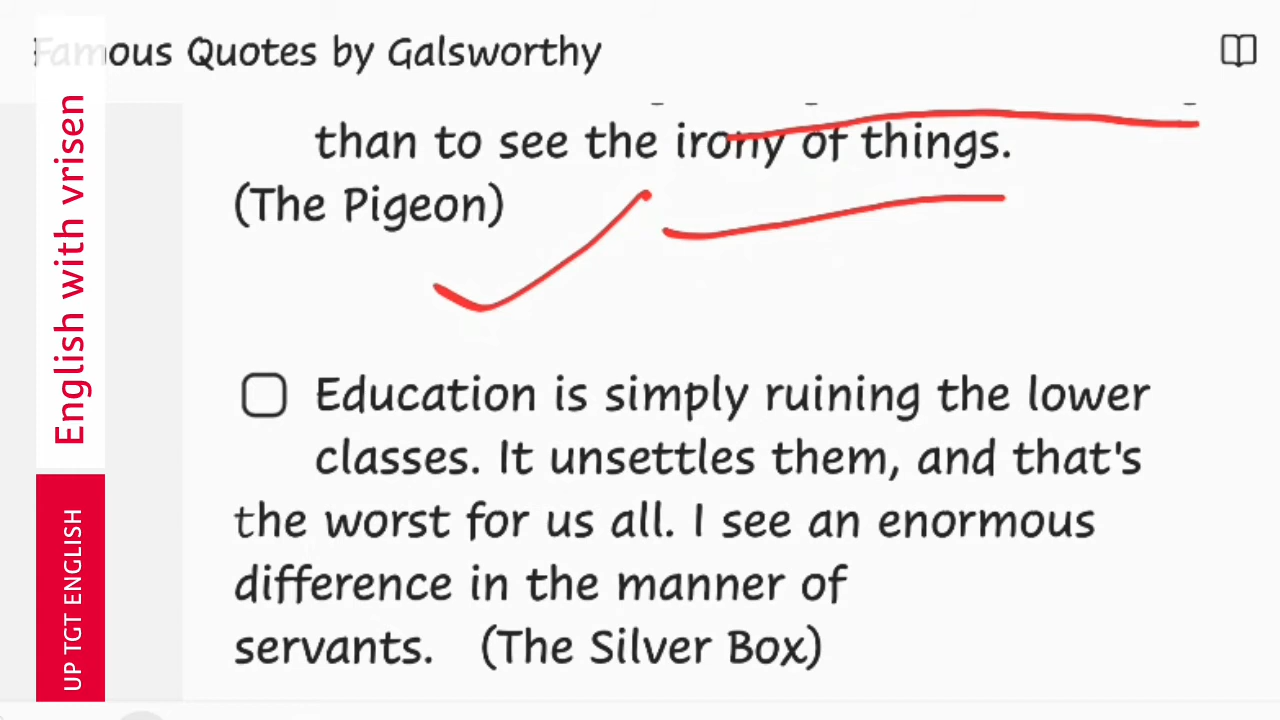 Famous Quotes by Galsworthy
English with vrisen
UP TGT ENGLISH
than to see the irony of things.
(The Pigeon)
Education is simply ruining the lower
classes. It unsettles them, and that's
the worst for us all. I see an enormous
difference in the manner of
servants. (The Silver Box)